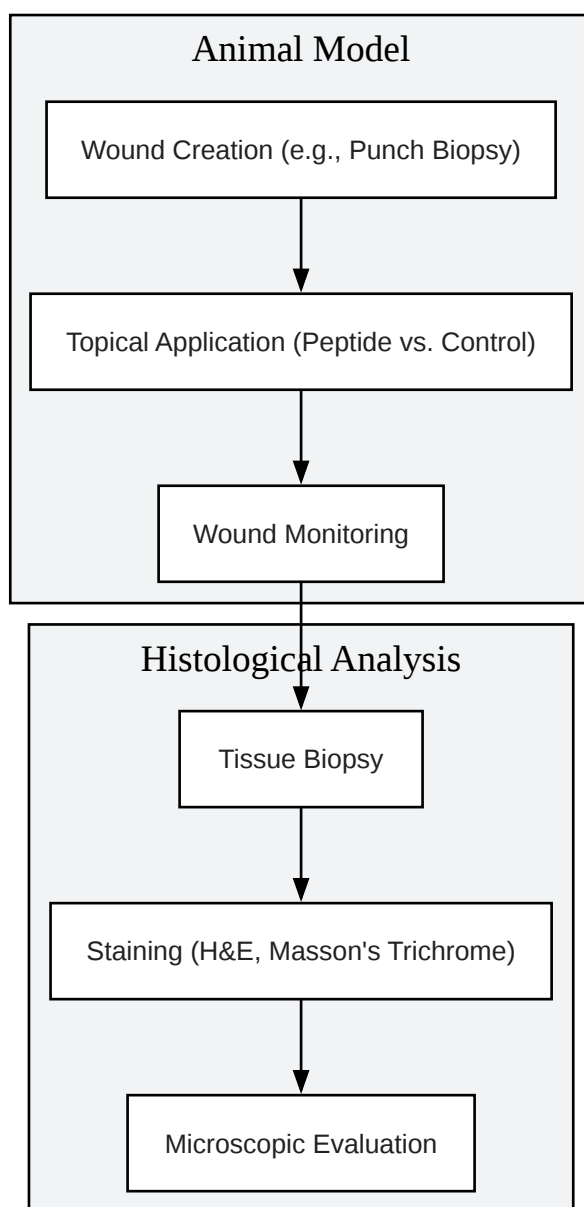 Animal Model
Wound Creation (e.g., Punch Biopsy)
Topical Application (Peptide vs. Control)
Wound Monitoring
Histological Analysis
Tissue Biopsy
Staining (H&E, Masson's Trichrome)
Microscopic Evaluation